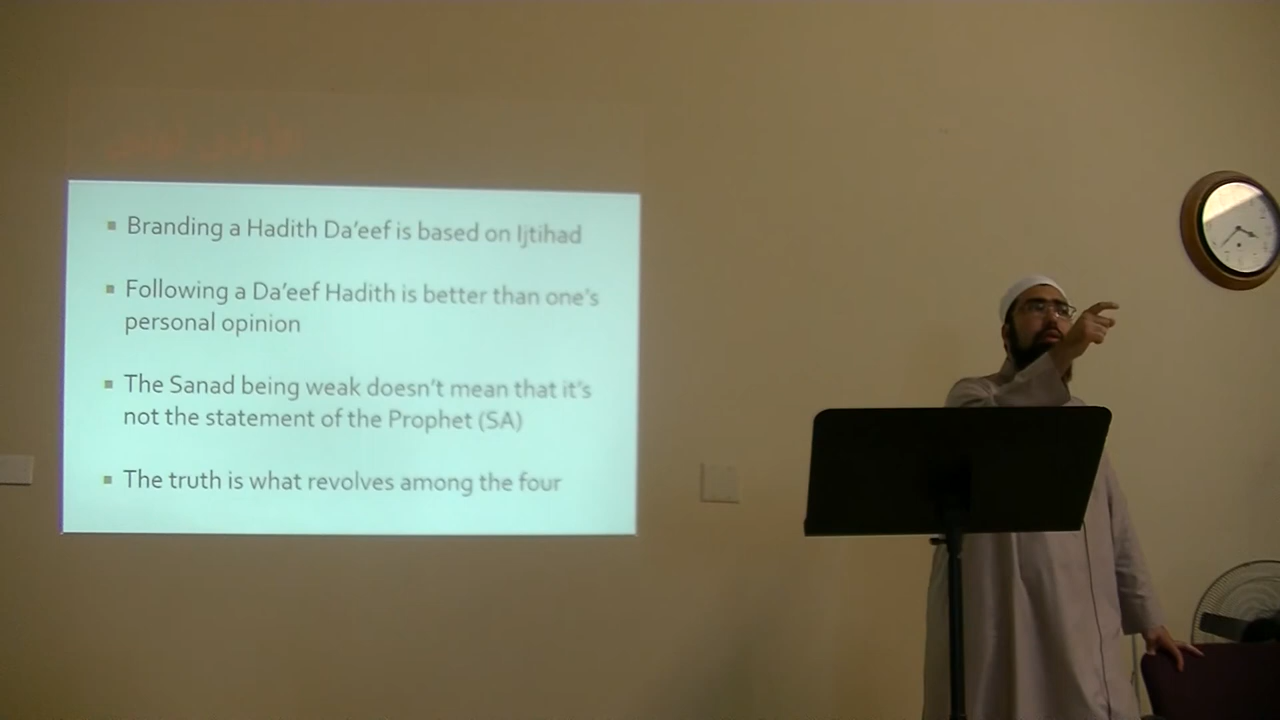 Branding a Hadith Da'eef is based on Ijtihad
Following a Da'eef Hadith is better than one's
personal opinion
The Sanad being weak doesn't mean that it's
not the statement of the Prophet (SA)
The truth is what revolves among the four